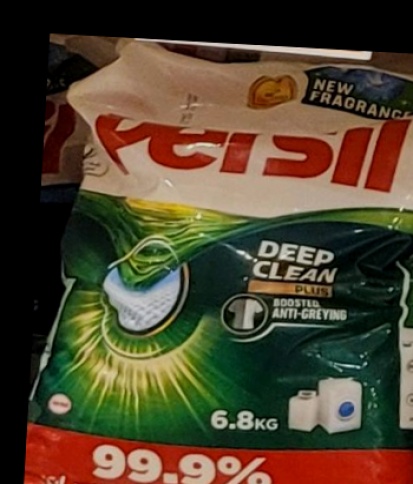 NEW
FRAGRANCE
Persil
DEEP
CLEAN
PLUS
BOOSTED
ANTI-GREYING
6.8KG
99.9%